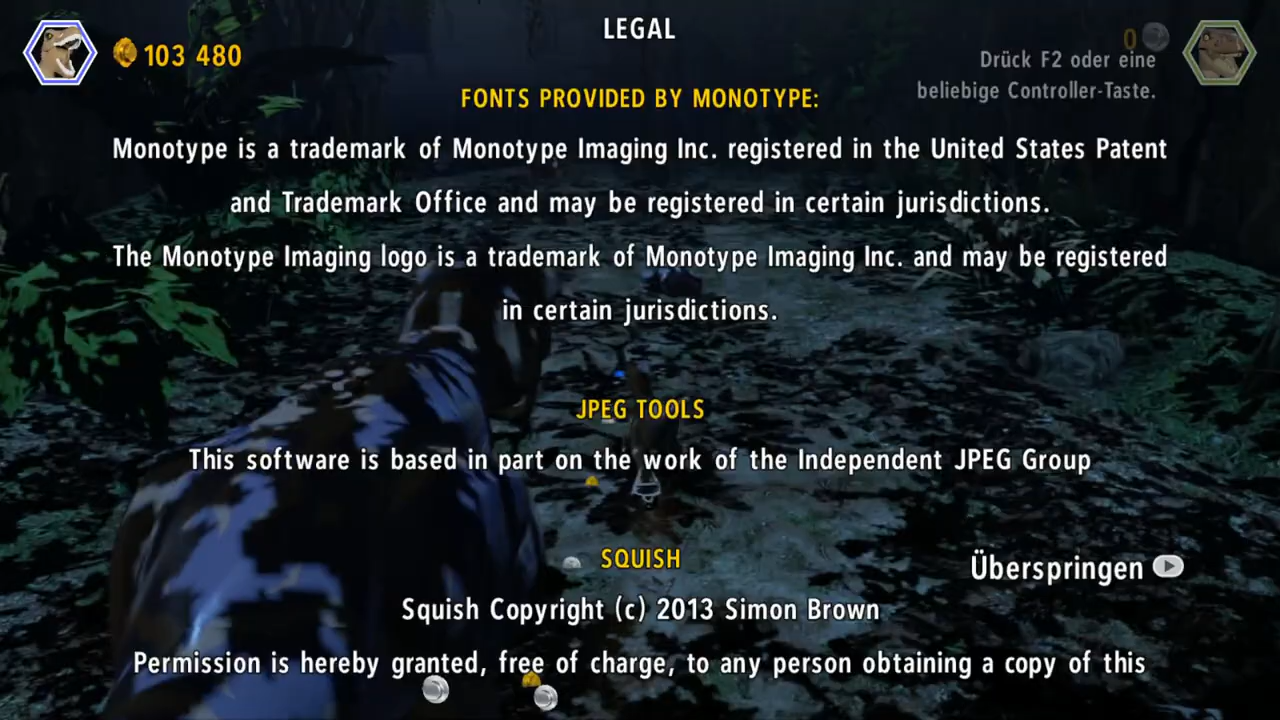 LEGAL
103 480
0
Drück F2 oder eine
beliebige Controller-Taste.
FONTS PROVIDED BY MONOTYPE:
Monotype is a trademark of Monotype Imaging Inc. registered in the United States Patent
and Trademark Office and may be registered in certain jurisdictions.
The Monotype Imaging logo is a trademark of Monotype Imaging Inc. and may be registered
in certain jurisdictions.
JPEG TOOLS
This software is based in part on the work of the Independent JPEG Group
SQUISH
Überspringen
Squish Copyright (c) 2013 Simon Brown
Permission is hereby granted, free of charge, to any person obtaining a copy of this